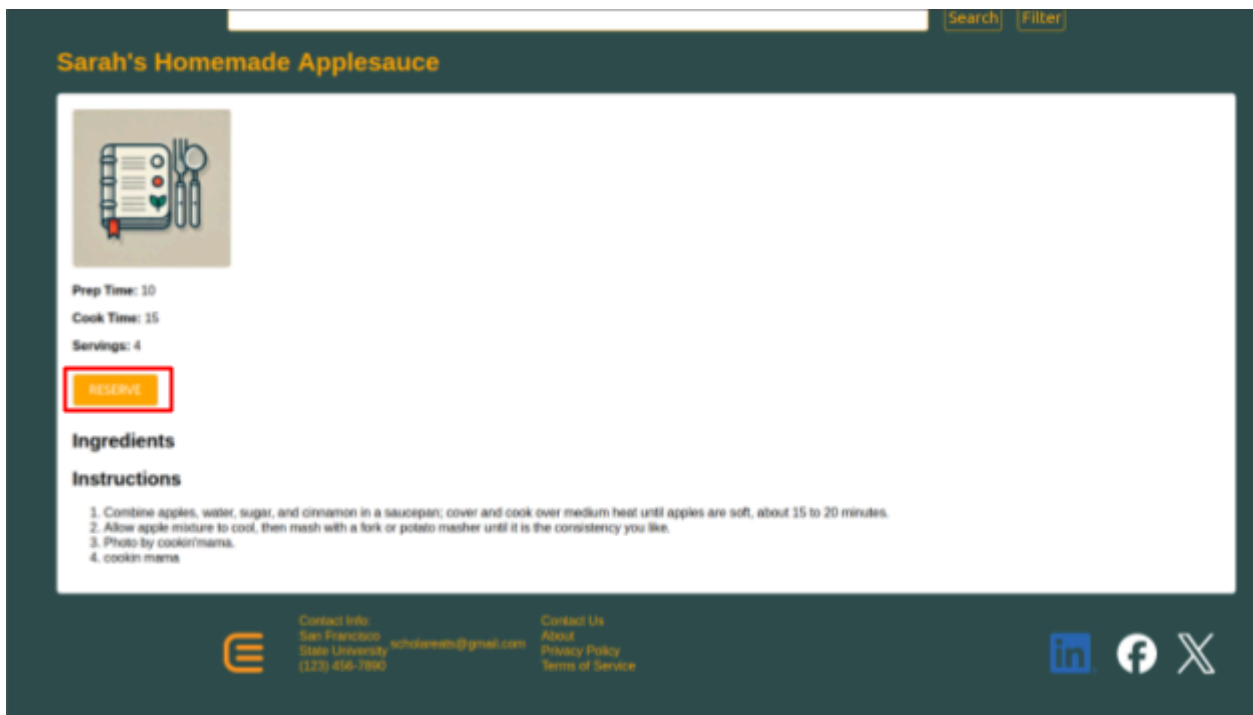 Search Filter
Sarah's Homemade Applesauce
Prep Time: 10
Cook Time: 15
Servings: 4
RESERVE
Ingredients
Instructions
1. Combine apples, water, sugar, and cinnamon in a saucepan; cover and cook over medium heat until apples are soft, about 15 to 20 minutes.
2. Allow apple mixture to cool, then mash with a fork or potato masher until it is the consistency you like.
3. Photo by cookin'mama.
4. cookin mama
Contact Info:
San Francisco
State University
(123) 456-7890
scholareats@gmail.com
Contact Us
About
Privacy Policy
Terms of Service
in